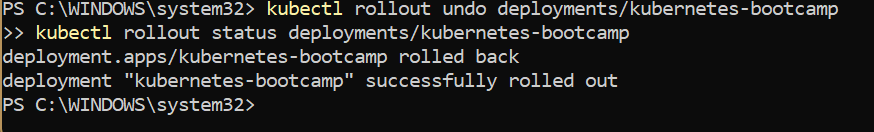 PS C:\WINDOWS\system32> kubectl rollout undo deployments/kubernetes-bootcamp
>> kubectl rollout status deployments/kubernetes-bootcamp
deployment.apps/kubernetes-bootcamp rolled back
deployment "kubernetes-bootcamp" successfully rolled out
PS C:\WINDOWS\system32>